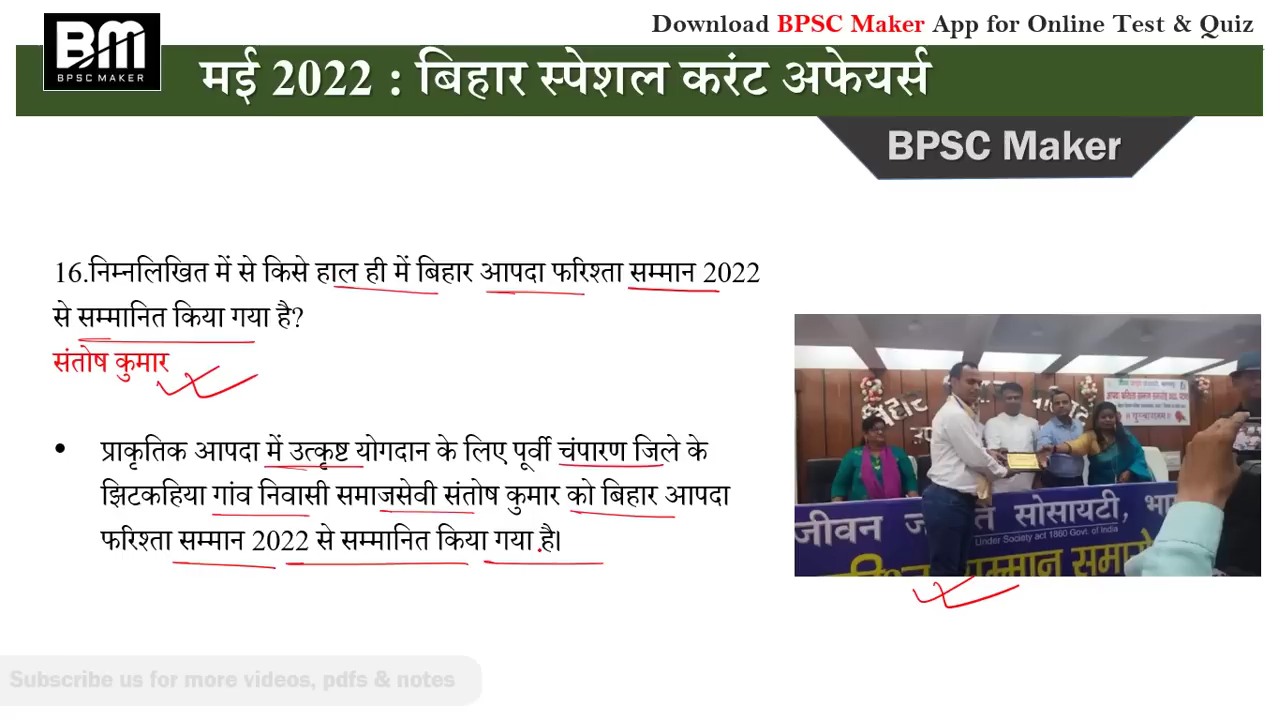 Download BPSC Maker App for Online Test & Quiz
BM
BPSC MAKER
मई 2022 : बिहार स्पेशल करंट अफेयर्स
BPSC Maker
16.निम्नलिखित में से किसे हाल ही में बिहार आपदा फरिश्ता सम्मान 2022
से सम्मानित किया गया है?
संतोष कुमार
प्राकृतिक आपदा में उत्कृष्ट योगदान के लिए पूर्वी चंपारण जिले के
झिटकहिया गांव निवासी समाजसेवी संतोष कुमार को बिहार आपदा
फरिश्ता सम्मान 2022 से सम्मानित किया गया है।
बिहार
जीवन सोसायटी,
Under Society act 1860 Govt. of India
Subscribe us for more videos, pdfs & notes